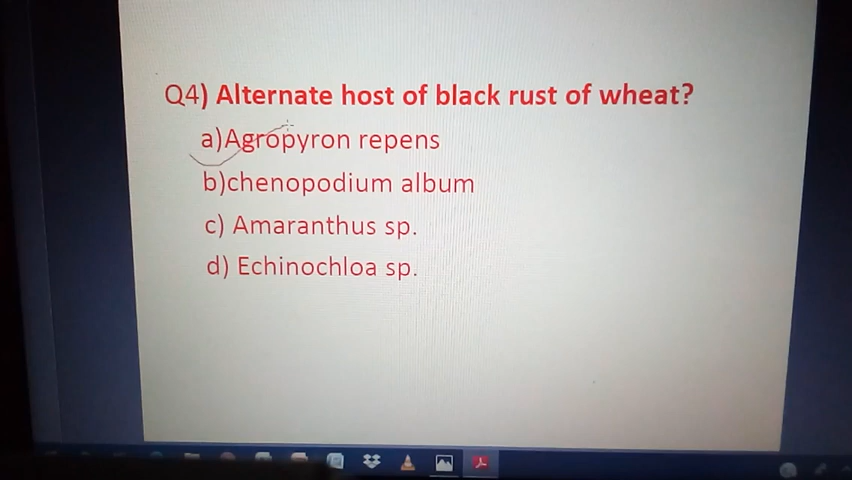 Q4) Alternate host of black rust of wheat?
a)Agropyron repens
b)chenopodium album
c) Amaranthus sp.
d) Echinochloa sp.